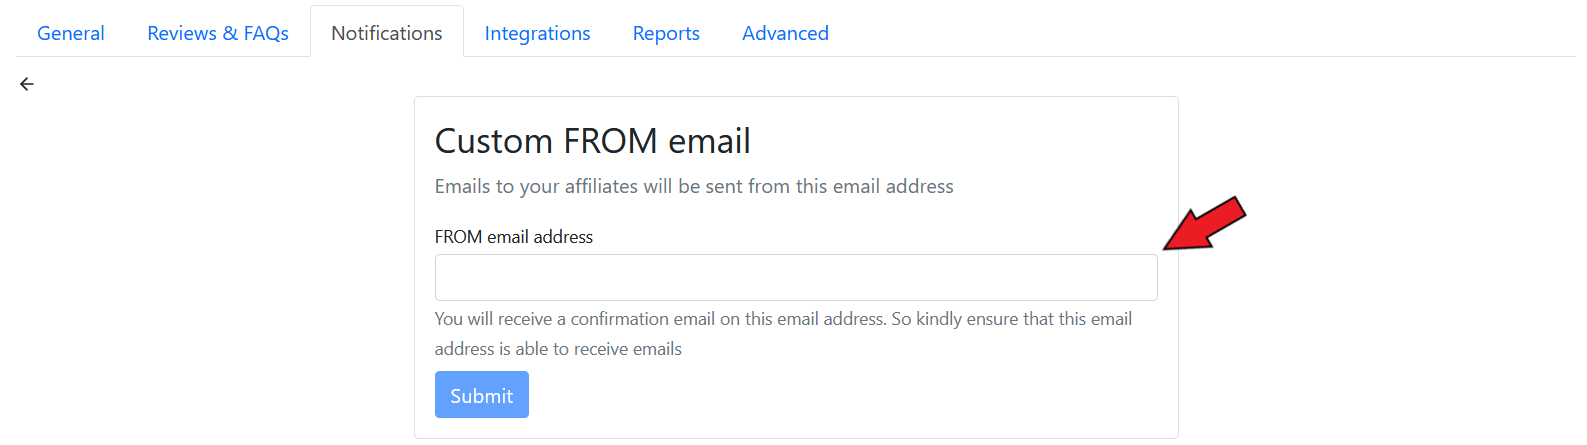 General Reviews & FAQs Notifications Integrations Reports Advanced
Custom FROM email
Emails to your affiliates will be sent from this email address
FROM email address
You will receive a confirmation email on this email address. So kindly ensure that this email
address is able to receive emails
Submit